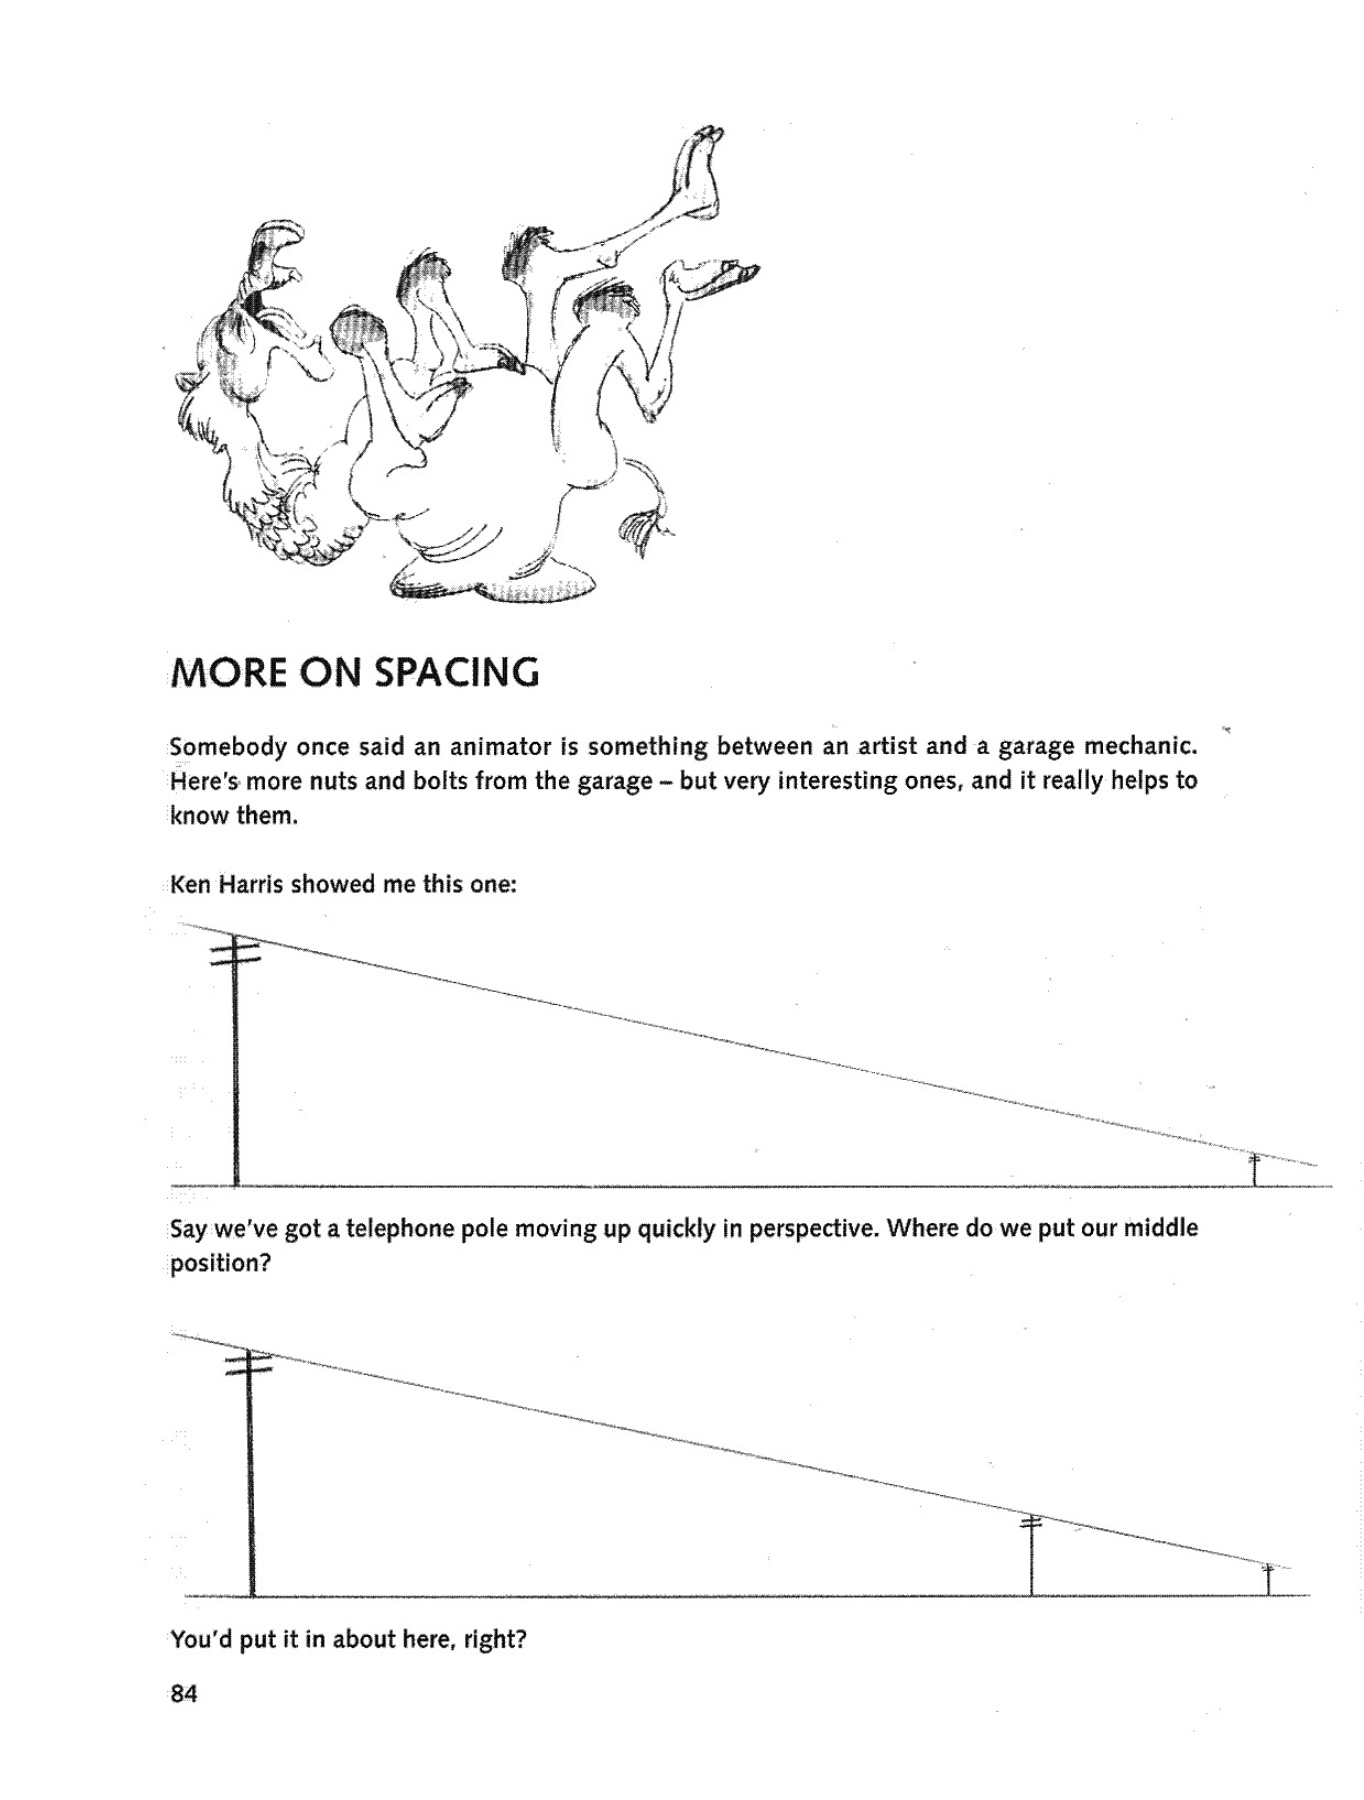 MORE ON SPACING
Somebody once said an animator is something between an artist and a garage mechanic.
Here's more nuts and bolts from the garage – but very interesting ones, and it really helps to
know them.
Ken Harris showed me this one:
Say we've got a telephone pole moving up quickly in perspective. Where do we put our middle
position?
You'd put it in about here, right?
84